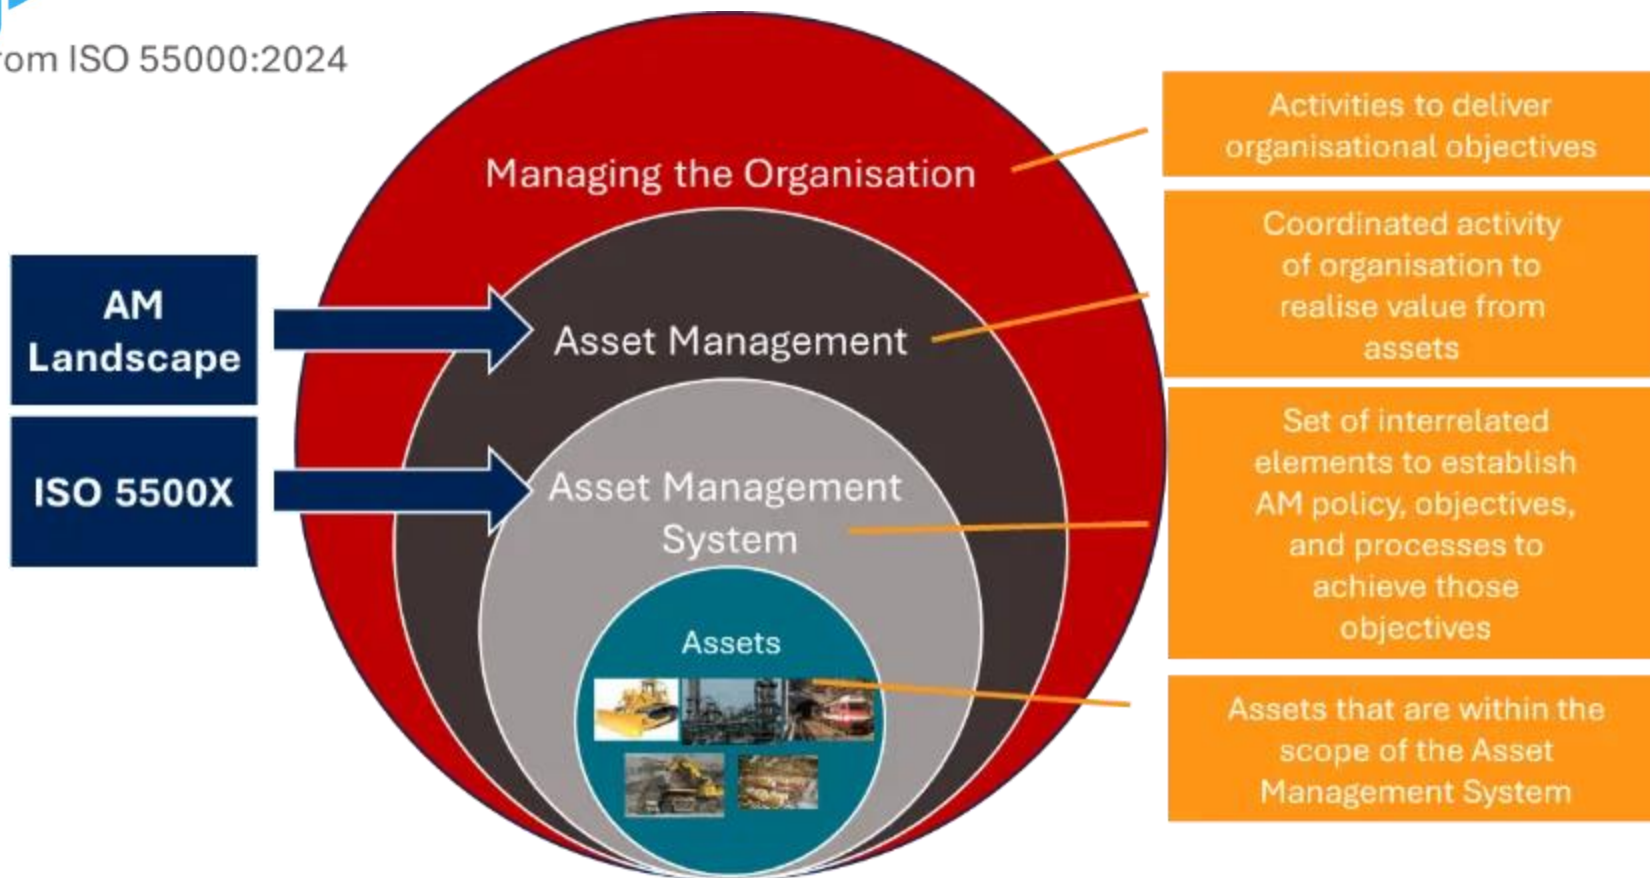 from ISO 55000:2024
Managing the Organisation
Asset Management
Asset Management
System
Assets
AM
Landscape
ISO 5500X
Activities to deliver
organisational objectives
Coordinated activity
of organisation to
realise value from
assets
Set of interrelated
elements to establish
AM policy, objectives,
and processes to
achieve those
objectives
Assets that are within the
scope of the Asset
Management System